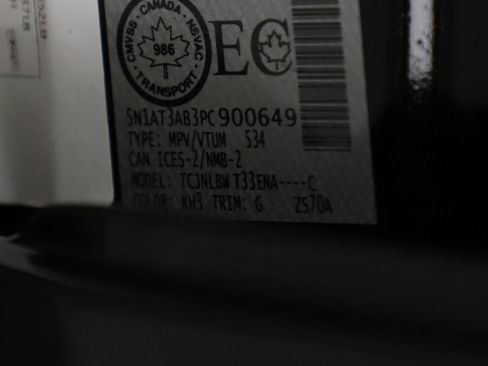 CMVSS - CANADA - NSVAC
986
TRANSPORT
EC
5N1AT3AB3PC900649
TYPE: MPV/VTUM 534
CAN ICES-2/NMB-2
MODEL: TCJNLBW T33ENA----C
COLOR: KH3 TRIM: G ZS70A